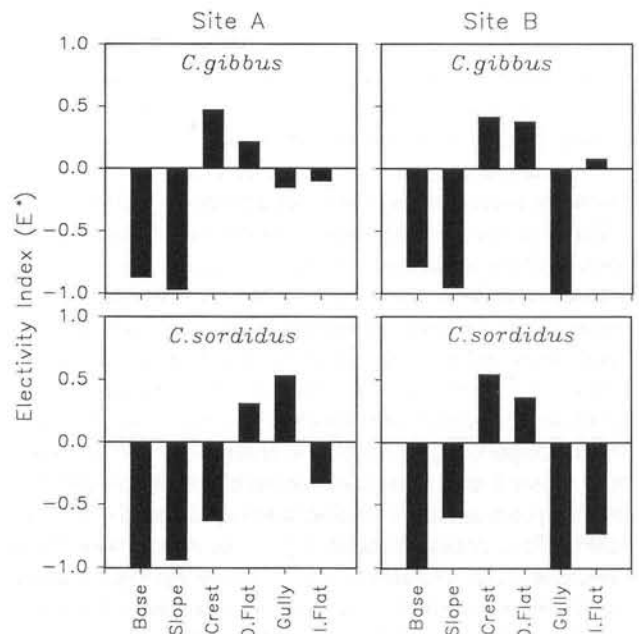 Site A
Site B
Electivity Index (E*)
1.0
C.gibbus
C.gibbus
0.5
0.0
−0.5
−1.0
1.0
C.sordidus
C.sordidus
0.5
0.0
−0.5
−1.0
Base
Slope
Crest
O.Flat
Gully
I.Flat
Base
Slope
Crest
O.Flat
Gully
I.Flat